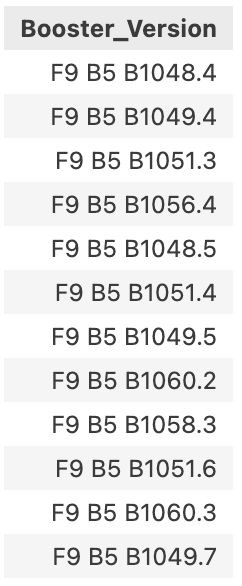 Booster_Version
F9 B5 B1048.4
F9 B5 B1049.4
F9 B5 B1051.3
F9 B5 B1056.4
F9 B5 B1048.5
F9 B5 B1051.4
F9 B5 B1049.5
F9 B5 B1060.2
F9 B5 B1058.3
F9 B5 B1051.6
F9 B5 B1060.3
F9 B5 B1049.7